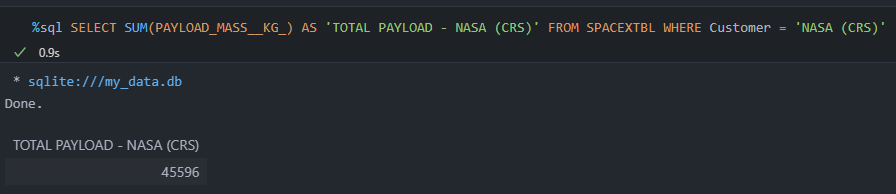 %sql SELECT SUM(PAYLOAD_MASS__KG_) AS 'TOTAL PAYLOAD - NASA (CRS)' FROM SPACEXTBL WHERE Customer = 'NASA (CRS)'
✓ 0.9s
* sqlite:///my_data.db
Done.
TOTAL PAYLOAD - NASA (CRS)
45596